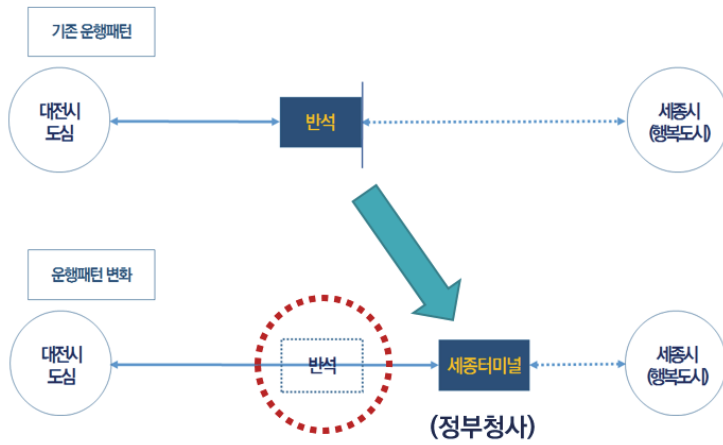 기존 운행패턴
대전시
도심
반석
세종시
(행복도시)
운행패턴 변화
대전시
도심
반석
세종터미널
세종시
(행복도시)
(정부청사)